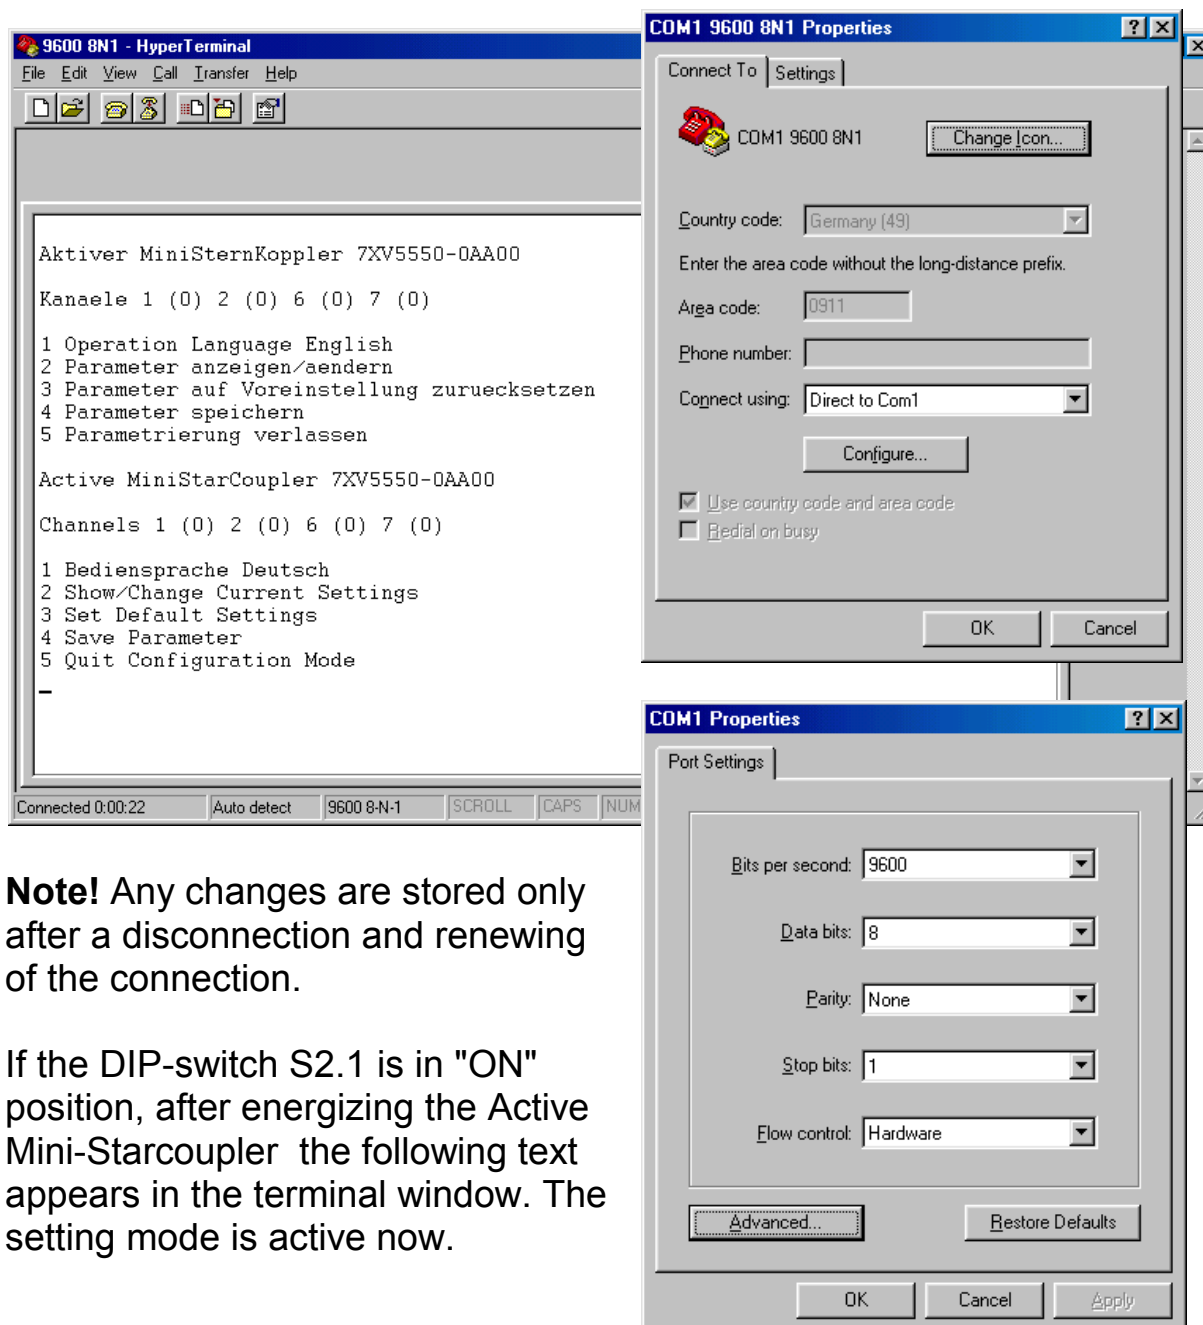 9600 8N1 - HyperTerminal
File Edit View Call Transfer Help
Aktiver MiniSternKoppler 7XV5550-0AA00
Kanaele 1 (0) 2 (0) 6 (0) 7 (0)
1 Operation Language English
2 Parameter anzeigen/aendern
3 Parameter auf Voreinstellung zuruecksetzen
4 Parameter speichern
5 Parametrierung verlassen
Active MiniStarCoupler 7XV5550-0AA00
Channels 1 (0) 2 (0) 6 (0) 7 (0)
1 Bediensprache Deutsch
2 Show/Change Current Settings
3 Set Default Settings
4 Save Parameter
5 Quit Configuration Mode
Connected 0:00:22 Auto detect 9600 8-N-1 SCROLL CAPS NUM
COM1 9600 8N1 Properties
Connect To Settings
COM1 9600 8N1 Change Icon...
Country code: Germany (49)
Enter the area code without the long-distance prefix.
Area code: 0911
Phone number:
Connect using: Direct to Com1
Configure...
Use country code and area code
Redial on busy
OK Cancel
COM1 Properties
Port Settings
Bits per second: 9600
Data bits: 8
Parity: None
Stop bits: 1
Flow control: Hardware
Advanced... Restore Defaults
OK Cancel Apply
Note! Any changes are stored only
after a disconnection and renewing
of the connection.
If the DIP-switch S2.1 is in "ON"
position, after energizing the Active
Mini-Starcoupler the following text
appears in the terminal window. The
setting mode is active now.